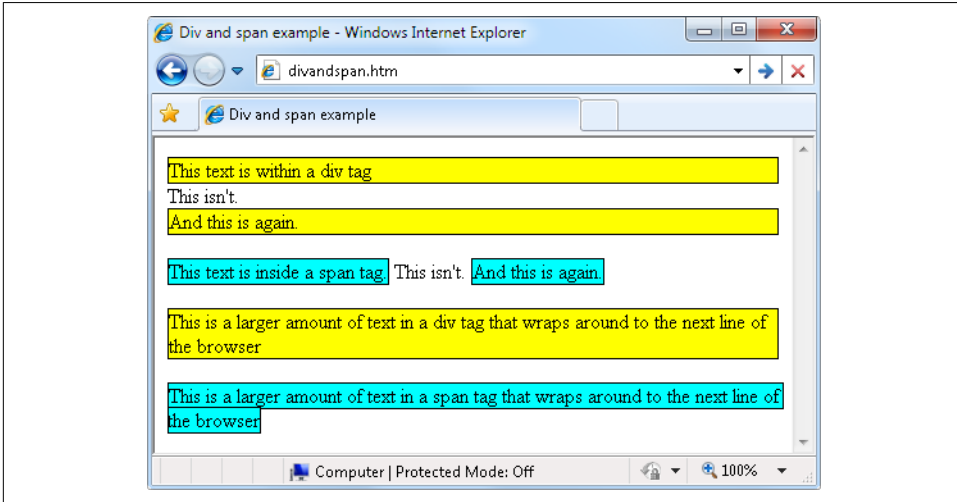 Div and span example - Windows Internet Explorer
divandspan.htm
Div and span example
This text is within a div tag
This isn't.
And this is again.
This text is inside a span tag. This isn't. And this is again.
This is a larger amount of text in a div tag that wraps around to the next line of
the browser
This is a larger amount of text in a span tag that wraps around to the next line of
the browser
Computer | Protected Mode: Off 100%